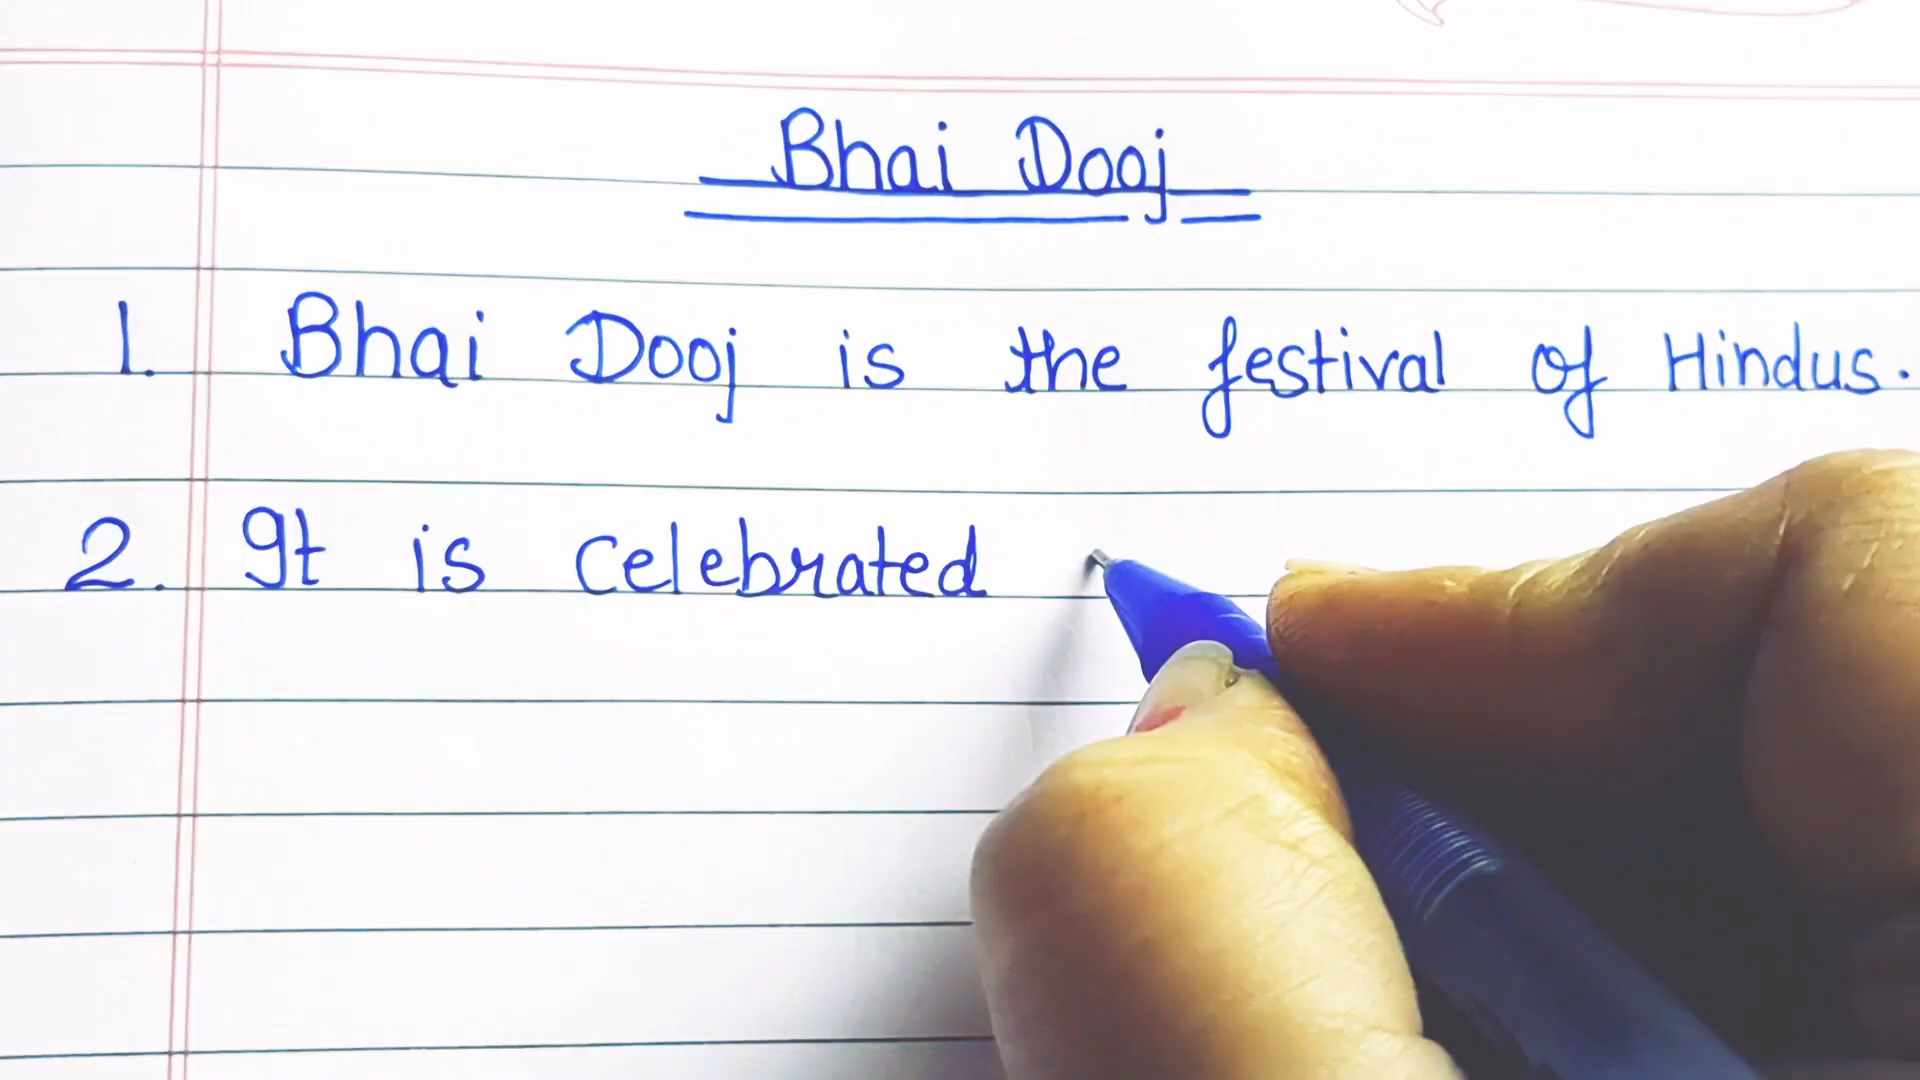 Bhai Dooj
1. Bhai Dooj is the festival of Hindus.
2. It is celebrated